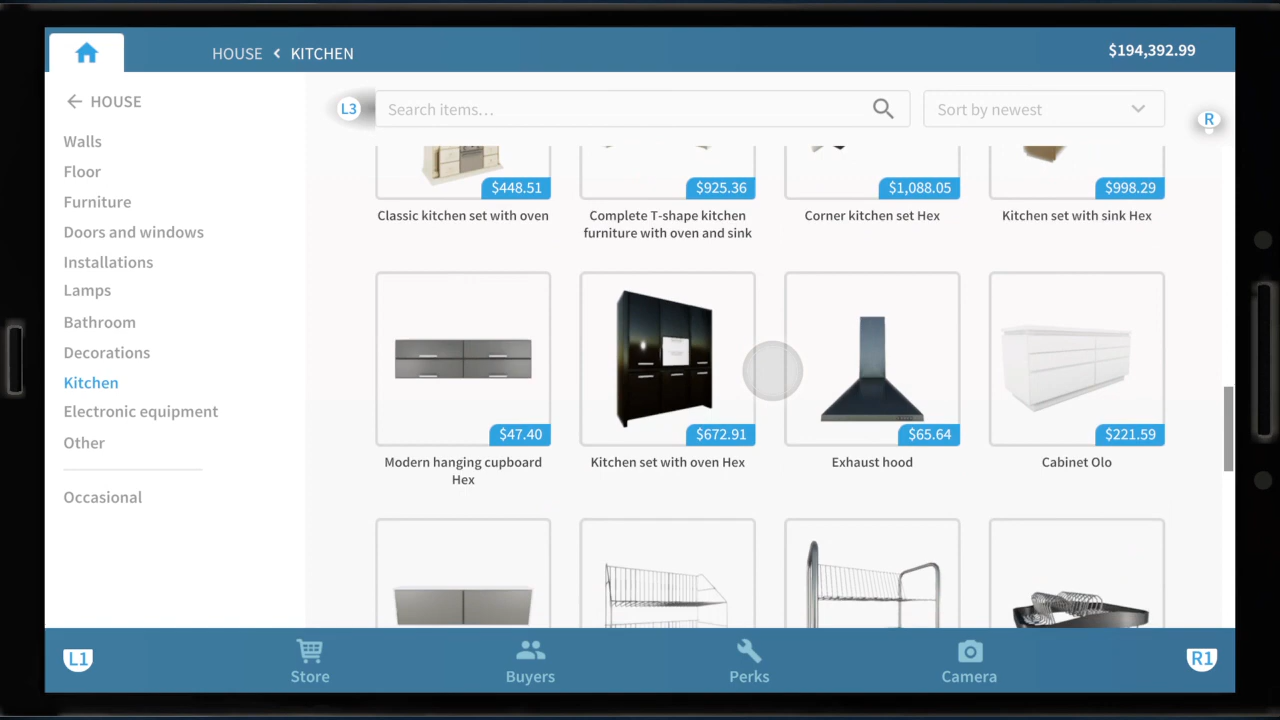 HOUSE < KITCHEN
$194,392.99
HOUSE
Walls
Floor
Furniture
Doors and windows
Installations
Lamps
Bathroom
Decorations
Kitchen
Electronic equipment
Other
Occasional
L3
Search items...
Sort by newest
R
$448.51
$925.36
$1,088.05
$998.29
Classic kitchen set with oven
Complete T-shape kitchen
furniture with oven and sink
Corner kitchen set Hex
Kitchen set with sink Hex
$47.40
$672.91
$65.64
$221.59
Modern hanging cupboard
Hex
Kitchen set with oven Hex
Exhaust hood
Cabinet Olo
L1
Store
Buyers
Perks
Camera
R1